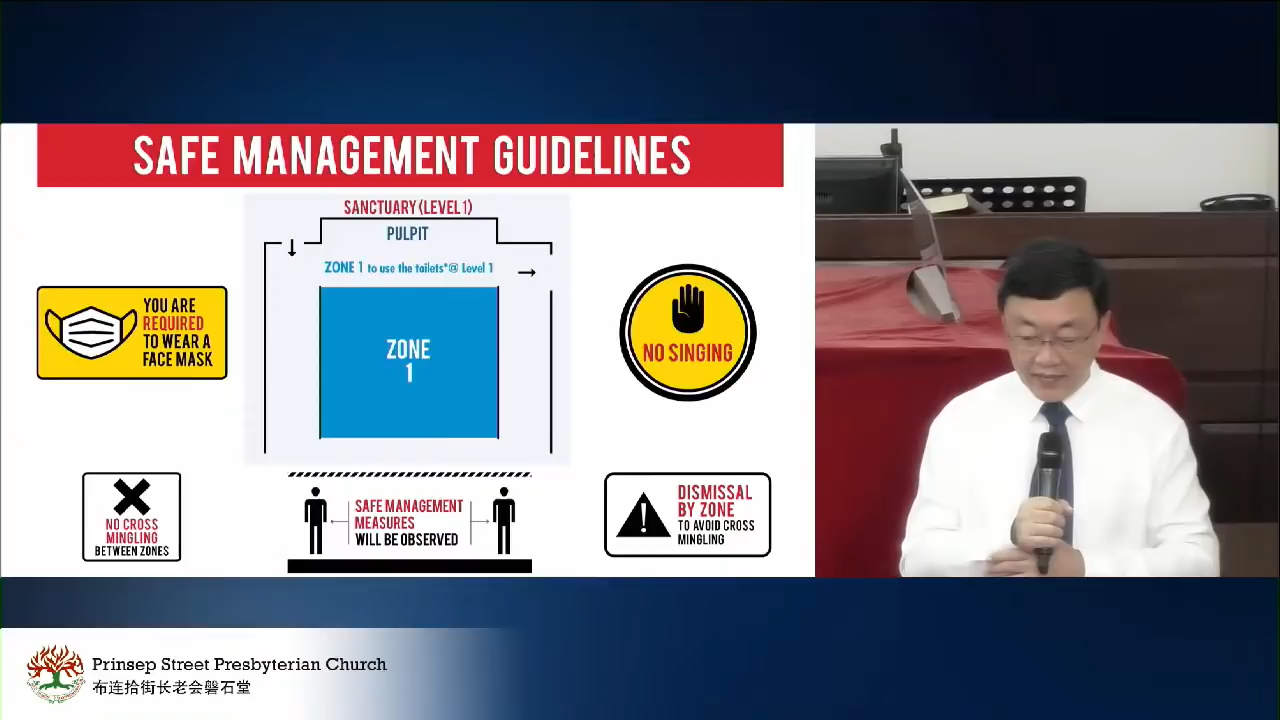 SAFE MANAGEMENT GUIDELINES
SANCTUARY (LEVEL 1)
PULPIT
ZONE 1 to use the toilets*@ Level 1
ZONE
1
YOU ARE
REQUIRED
TO WEAR A
FACE MASK
NO SINGING
NO CROSS
MINGLING
BETWEEN ZONES
SAFE MANAGEMENT
MEASURES
WILL BE OBSERVED
DISMISSAL
BY ZONE
TO AVOID CROSS
MINGLING
Prinsep Street Presbyterian Church
布连拾街长老会磐石堂